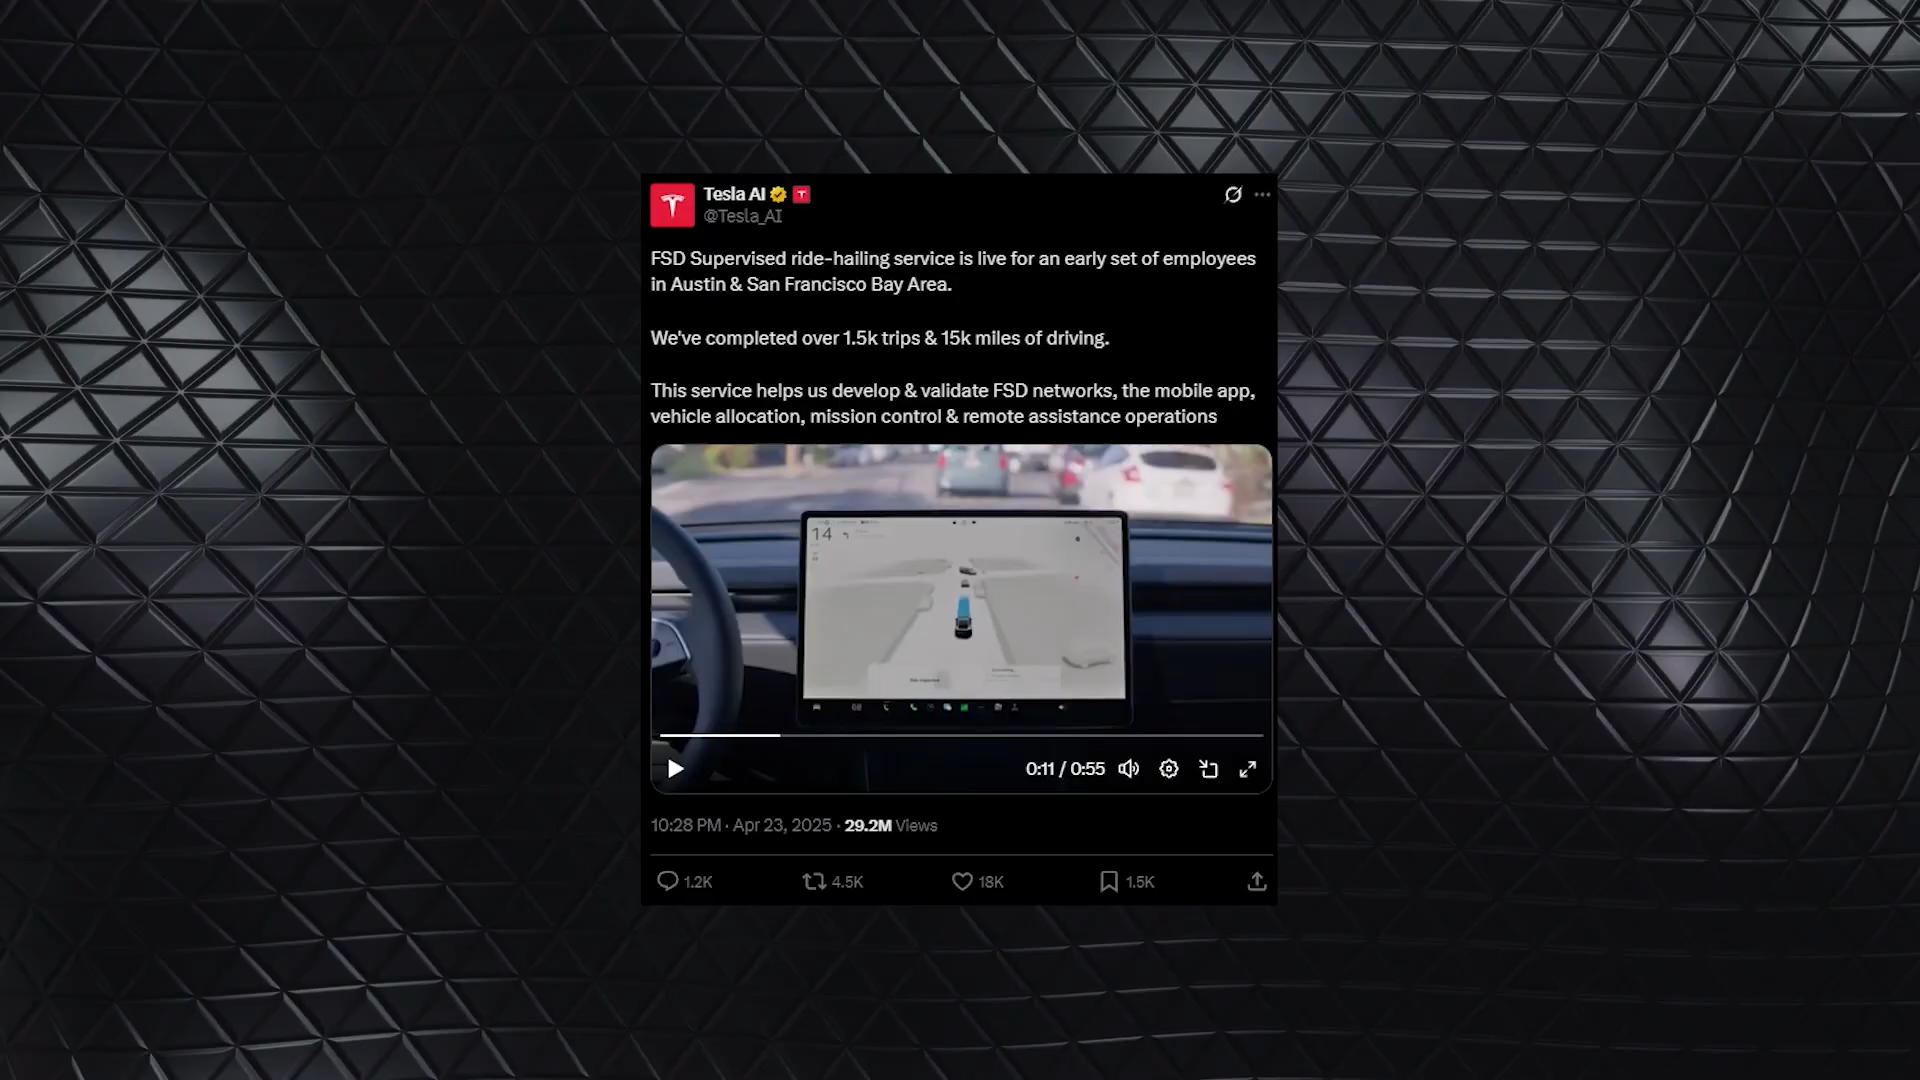 Tesla AI
@Tesla_AI
FSD Supervised ride-hailing service is live for an early set of employees
in Austin & San Francisco Bay Area.
We've completed over 1.5k trips & 15k miles of driving.
This service helps us develop & validate FSD networks, the mobile app,
vehicle allocation, mission control & remote assistance operations
14
0:11 / 0:55
10:28 PM · Apr 23, 2025 · 29.2M Views
1.2K 4.5K 18K 1.5K